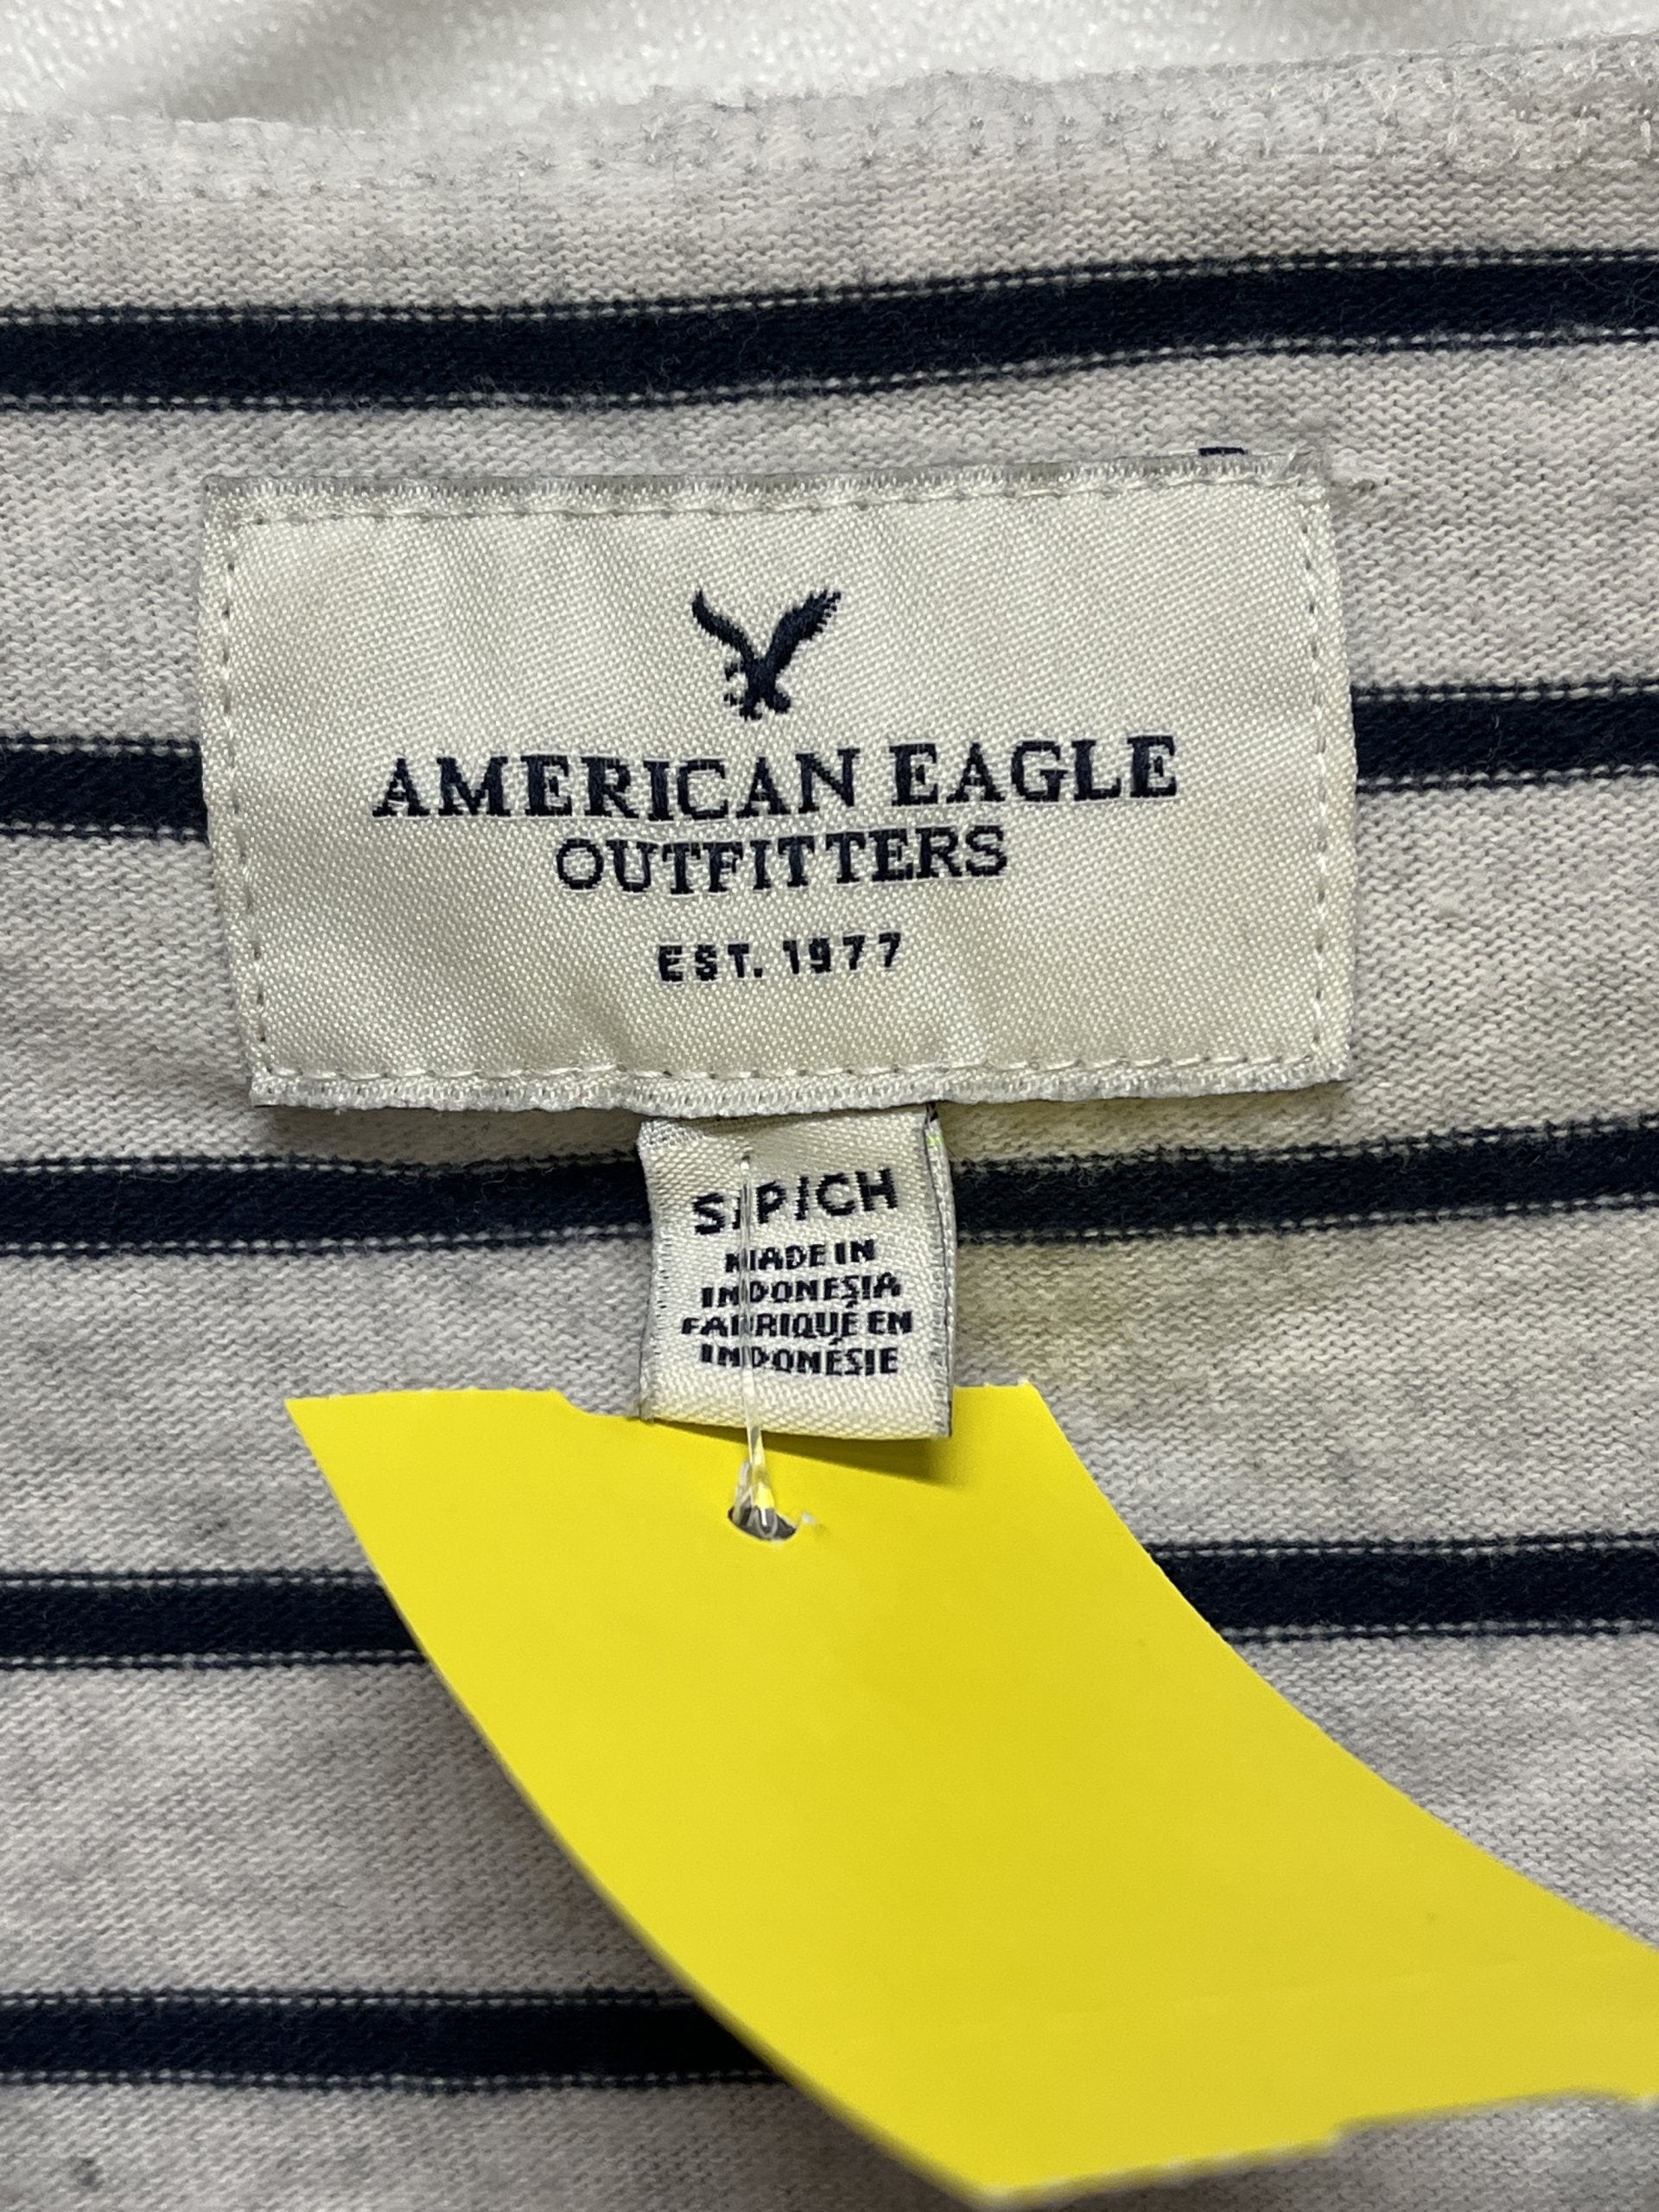 AMERICAN EAGLE
OUTFITTERS
EST. 1977
S/P/CH
MADE IN
INDONESIA
FABRIQUÉ EN
INDONÉSIE